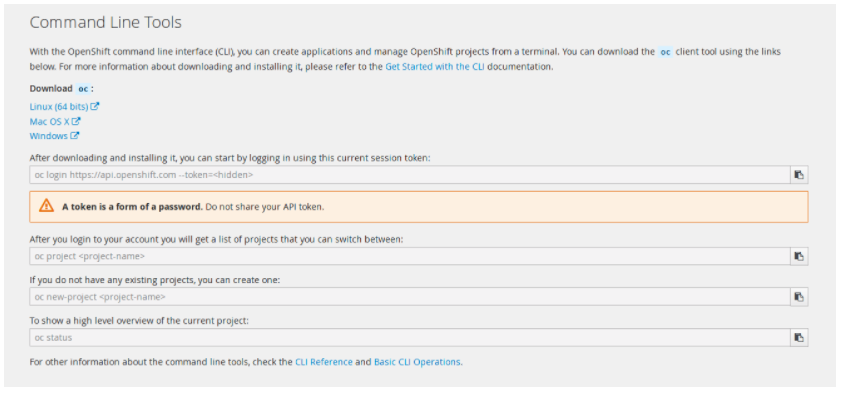 Command Line Tools
With the OpenShift command line interface (CLI), you can create applications and manage OpenShift projects from a terminal. You can download the oc client tool using the links
below. For more information about downloading and installing it, please refer to the Get Started with the CLI documentation.
Download oc :
Linux (64 bits)
Mac OS X
Windows
After downloading and installing it, you can start by logging in using this current session token:
oc login https://api.openshift.com --token=<hidden>
A token is a form of a password. Do not share your API token.
After you login to your account you will get a list of projects that you can switch between:
oc project <project-name>
If you do not have any existing projects, you can create one:
oc new-project <project-name>
To show a high level overview of the current project:
oc status
For other information about the command line tools, check the CLI Reference and Basic CLI Operations.